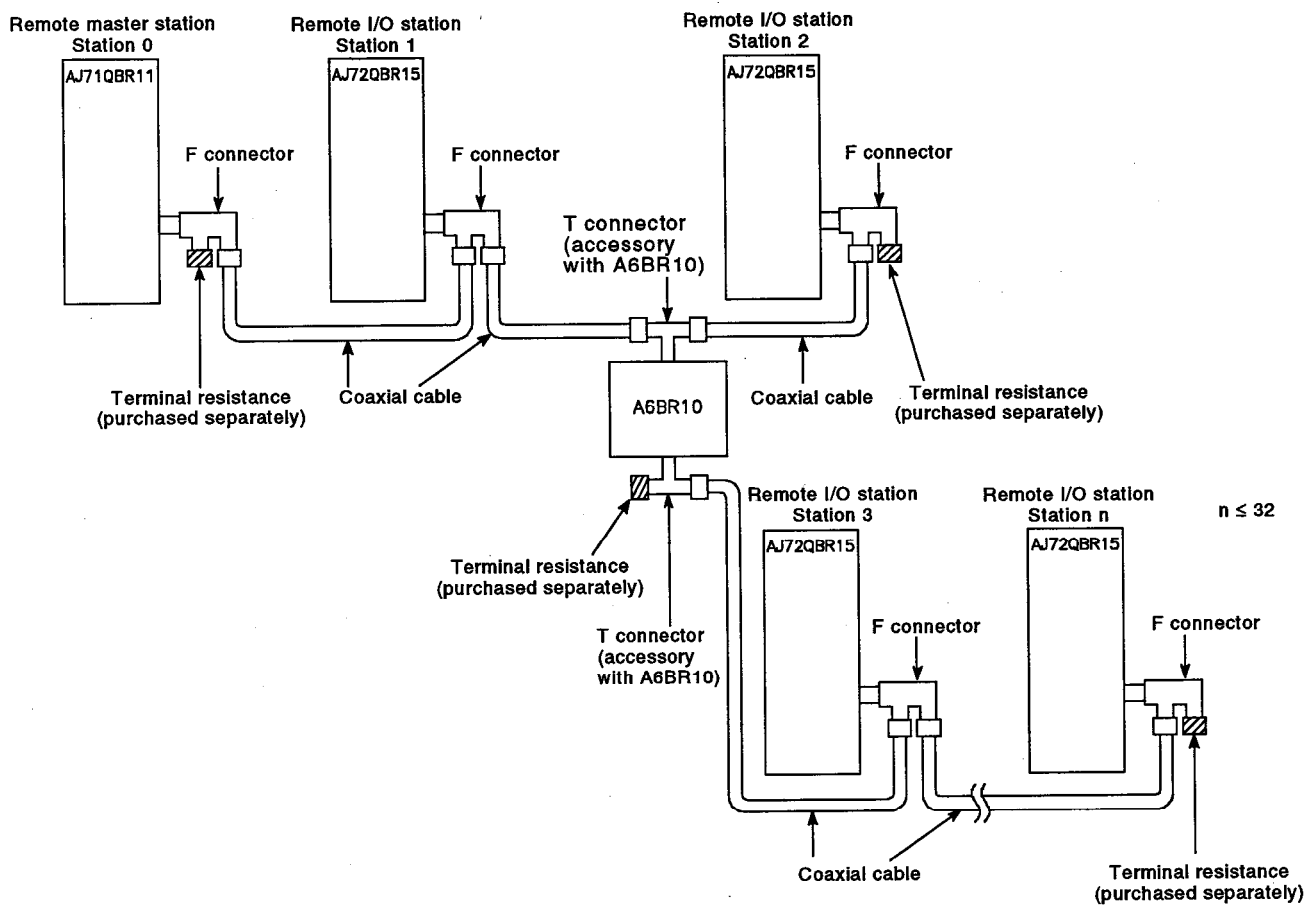 Remote master station
Station 0
Remote I/O station
Station 1
Remote I/O station
Station 2
AJ71QBR11
AJ72QBR15
AJ72QBR15
F connector
F connector
F connector
T connector
(accessory
with A6BR10)
Terminal resistance
(purchased separately)
Coaxial cable
A6BR10
Coaxial cable
Terminal resistance
(purchased separately)
Remote I/O station
Station 3
Remote I/O station
Station n
n ≤ 32
AJ72QBR15
AJ72QBR15
Terminal resistance
(purchased separately)
T connector
(accessory
with A6BR10)
F connector
F connector
Coaxial cable
Terminal resistance
(purchased separately)